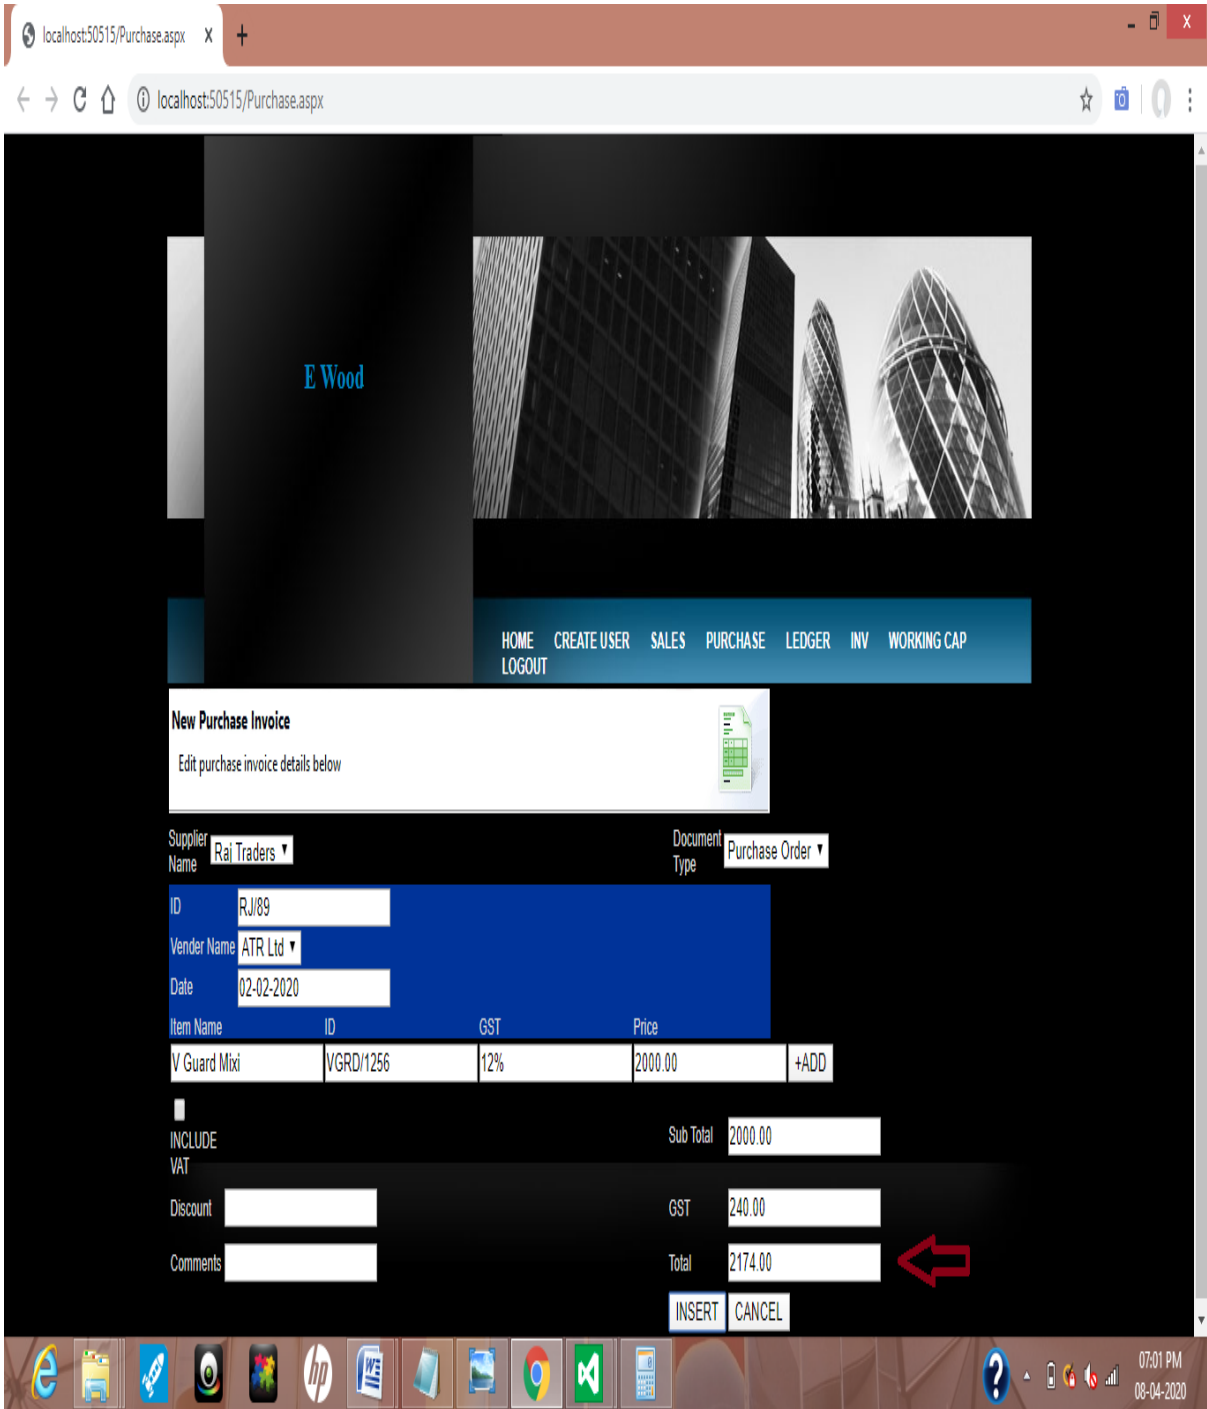 localhost:50515/Purchase.aspx X +
localhost:50515/Purchase.aspx
E Wood
HOME CREATE USER SALES PURCHASE LEDGER INV WORKING CAP
LOGOUT
New Purchase Invoice
Edit purchase invoice details below
Supplier Name Raj Traders
Document Type Purchase Order
ID RJ/89
Vender Name ATR Ltd
Date 02-02-2020
Item Name ID GST Price
V Guard Mixi VGRD/1256 12% 2000.00 +ADD
INCLUDE
VAT
Sub Total 2000.00
Discount
GST 240.00
Comments
Total 2174.00
INSERT CANCEL
07:01 PM
08-04-2020